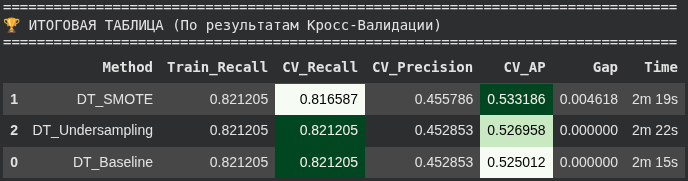 🏆 ИТОГОВАЯ ТАБЛИЦА (По результатам Кросс-Валидации)
Method Train_Recall CV_Recall CV_Precision CV_AP Gap Time
1 DT_SMOTE 0.821205 0.816587 0.455786 0.533186 0.004618 2m 19s
2 DT_Undersampling 0.821205 0.821205 0.452853 0.526958 0.000000 2m 22s
0 DT_Baseline 0.821205 0.821205 0.452853 0.525012 0.000000 2m 15s